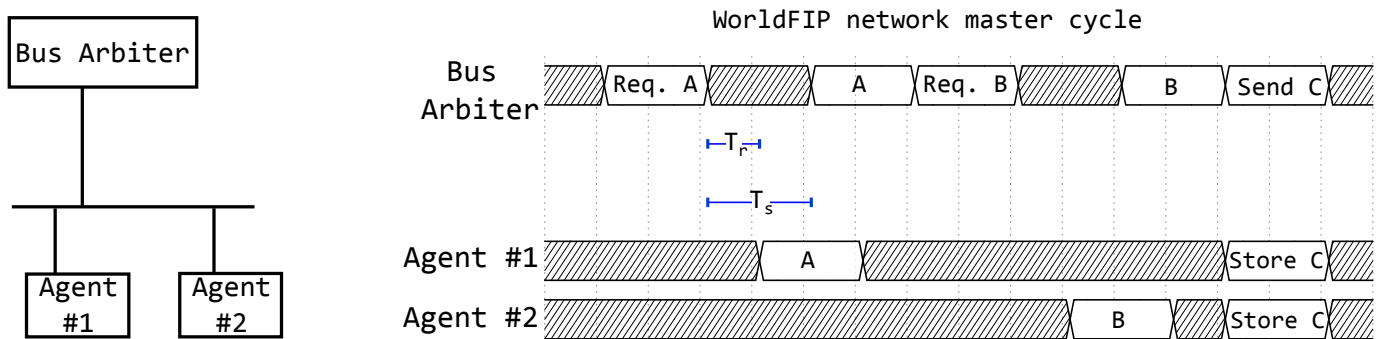 WorldFIP network master cycle
Bus Arbiter
Bus
Arbiter
Req. A
A
Req. B
B
Send C
Tr
Ts
Agent #1
A
Store C
Agent #2
B
Store C
Agent
#1
Agent
#2